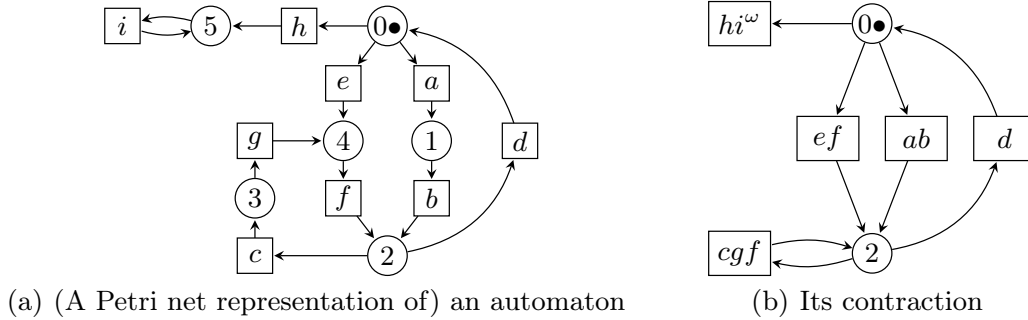 i 5 h 0● hi^ω 0●
e a
g 4 1 d ef ab d
3 f b
c 2 cgf 2
(a) (A Petri net representation of) an automaton (b) Its contraction